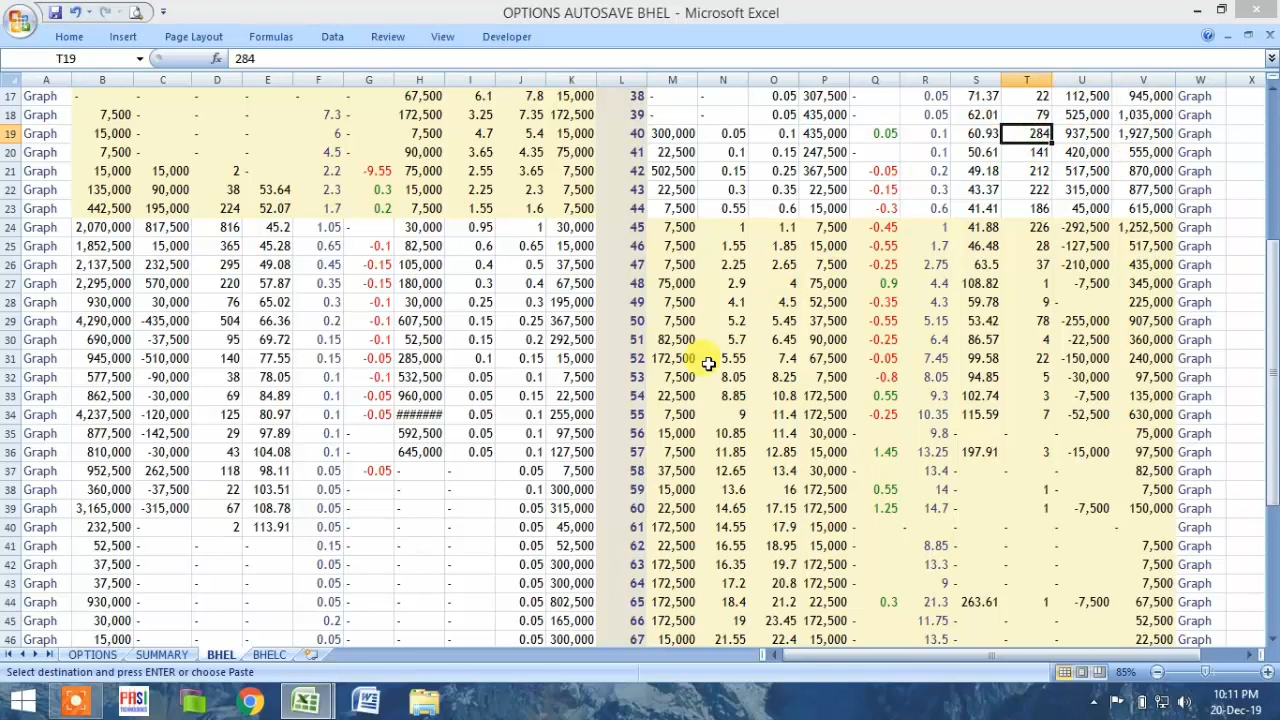 OPTIONS AUTOSAVE BHEL - Microsoft Excel
Home Insert Page Layout Formulas Data Review View Developer
T19 fx 284
A B C D E F G H I J K L M N O P Q R S T U V W X
17 Graph - - - - - - 67,500 6.1 7.8 15,000 38 - - 0.05 307,500 - 0.05 71.37 22 112,500 945,000 Graph
18 Graph 7,500 - - - 7.3 - 172,500 3.25 7.35 172,500 39 - - 0.05 435,000 - 0.05 62.01 79 525,000 1,035,000 Graph
19 Graph 15,000 - - - 6 - 7,500 4.7 5.4 15,000 40 300,000 0.05 0.1 435,000 0.05 0.1 60.93 284 937,500 1,927,500 Graph
20 Graph 7,500 - - - 4.5 - 90,000 3.65 4.35 75,000 41 22,500 0.1 0.15 247,500 - 0.1 50.61 141 420,000 555,000 Graph
21 Graph 15,000 15,000 2 - 2.2 -9.55 75,000 2.55 3.65 7,500 42 502,500 0.15 0.25 367,500 -0.05 0.2 49.18 212 517,500 870,000 Graph
22 Graph 135,000 90,000 38 53.64 2.3 0.3 15,000 2.25 2.3 7,500 43 22,500 0.3 0.35 22,500 -0.15 0.3 43.37 222 315,000 877,500 Graph
23 Graph 442,500 195,000 224 52.07 1.7 0.2 7,500 1.55 1.6 7,500 44 7,500 0.55 0.6 15,000 -0.3 0.6 41.41 186 45,000 615,000 Graph
24 Graph 2,070,000 817,500 816 45.2 1.05 - 30,000 0.95 1 30,000 45 7,500 1 1.1 7,500 -0.45 1 41.88 226 -292,500 1,252,500 Graph
25 Graph 1,852,500 15,000 365 45.28 0.65 -0.1 82,500 0.6 0.65 15,000 46 7,500 1.55 1.85 15,000 -0.55 1.7 46.48 28 -127,500 517,500 Graph
26 Graph 2,137,500 232,500 295 49.08 0.45 -0.15 105,000 0.4 0.5 37,500 47 7,500 2.25 2.65 7,500 -0.25 2.75 63.5 37 -210,000 435,000 Graph
27 Graph 2,295,000 570,000 220 57.87 0.35 -0.15 180,000 0.3 0.4 67,500 48 75,000 2.9 4 75,000 0.9 4.4 108.82 1 -7,500 345,000 Graph
28 Graph 930,000 30,000 76 65.02 0.3 -0.1 30,000 0.25 0.3 195,000 49 7,500 4.1 4.5 52,500 -0.35 4.3 59.78 9 - 225,000 Graph
29 Graph 4,290,000 -435,000 504 66.36 0.2 -0.1 607,500 0.15 0.25 367,500 50 7,500 5.2 5.45 37,500 -0.55 5.15 53.42 78 -255,000 907,500 Graph
30 Graph 690,000 -37,500 95 69.72 0.15 -0.1 52,500 0.15 0.2 292,500 51 82,500 5.7 6.45 90,000 -0.25 6.4 86.57 4 -22,500 360,000 Graph
31 Graph 945,000 -510,000 140 77.55 0.15 -0.05 285,000 0.1 0.15 15,000 52 172,500 5.55 7.4 67,500 -0.05 7.45 99.58 22 -150,000 240,000 Graph
32 Graph 577,500 -90,000 38 78.05 0.1 -0.1 532,500 0.05 0.1 7,500 53 7,500 8.05 8.25 7,500 -0.8 8.05 94.85 5 -30,000 97,500 Graph
33 Graph 862,500 -30,000 69 84.89 0.1 -0.05 960,000 0.05 0.15 22,500 54 22,500 8.85 10.8 172,500 0.55 9.3 102.74 3 -7,500 135,000 Graph
34 Graph 4,237,500 -120,000 125 80.97 0.1 -0.05 ####### 0.05 0.1 255,000 55 7,500 9 11.4 172,500 -0.25 10.35 115.59 7 -52,500 630,000 Graph
35 Graph 877,500 -142,500 29 97.89 0.1 - 592,500 0.05 0.1 97,500 56 15,000 10.85 11.4 30,000 - 9.8 - - - 75,000 Graph
36 Graph 810,000 -30,000 43 104.08 0.1 - 645,000 0.05 0.1 127,500 57 7,500 11.85 12.85 15,000 1.45 13.25 197.91 3 -15,000 97,500 Graph
37 Graph 952,500 262,500 118 98.11 0.05 -0.05 - - 0.05 7,500 58 37,500 12.65 13.4 30,000 - 13.4 - - - 82,500 Graph
38 Graph 360,000 -37,500 22 103.51 0.05 - - - 0.1 300,000 59 15,000 13.6 16 172,500 0.55 14 - 1 - 7,500 Graph
39 Graph 3,165,000 -315,000 67 108.78 0.05 - - - 0.05 315,000 60 22,500 14.65 17.15 172,500 1.25 14.7 - 1 -7,500 150,000 Graph
40 Graph 232,500 - 2 113.91 0.05 - - - 0.05 45,000 61 172,500 14.55 17.9 15,000 - - - - - - Graph
41 Graph 52,500 - - - 0.15 - - - 0.05 52,500 62 22,500 16.55 18.95 15,000 - 8.85 - - - 7,500 Graph
42 Graph 37,500 - - - 0.05 - - - 0.05 300,000 63 172,500 16.35 19.7 172,500 - 13.3 - - - 7,500 Graph
43 Graph 37,500 - - - 0.05 - - - 0.05 300,000 64 172,500 17.2 20.8 172,500 - 9 - - - 7,500 Graph
44 Graph 930,000 - - - 0.05 - - - 0.05 802,500 65 172,500 18.4 21.2 22,500 0.3 21.3 263.61 1 -7,500 67,500 Graph
45 Graph 30,000 - - - 0.2 - - - 0.05 165,000 66 172,500 19 23.45 172,500 - 11.75 - - - 52,500 Graph
46 Graph 15,000 - - - 0.05 - - - 0.05 300,000 67 15,000 21.55 22.4 15,000 - 13.5 - - - 22,500 Graph
OPTIONS SUMMARY BHEL BHELC
Select destination and press ENTER or choose Paste 85%
PASI TECHNOLOGIES
10:11 PM
20-Dec-19